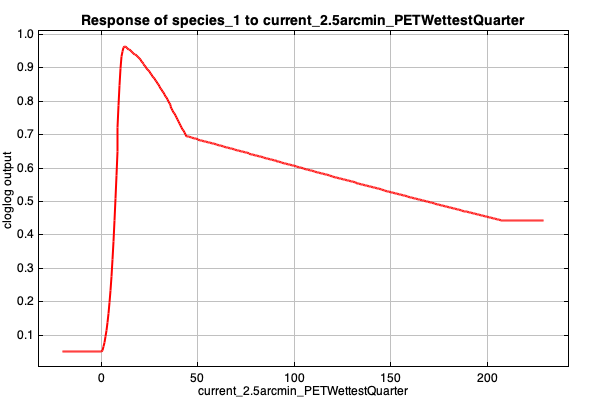 Response of species_1 to current_2.5arcmin_PETWettestQuarter
1.0
0.9
0.8
0.7
0.6
0.5
0.4
0.3
0.2
0.1
cloglog output
0 50 100 150 200
current_2.5arcmin_PETWettestQuarter